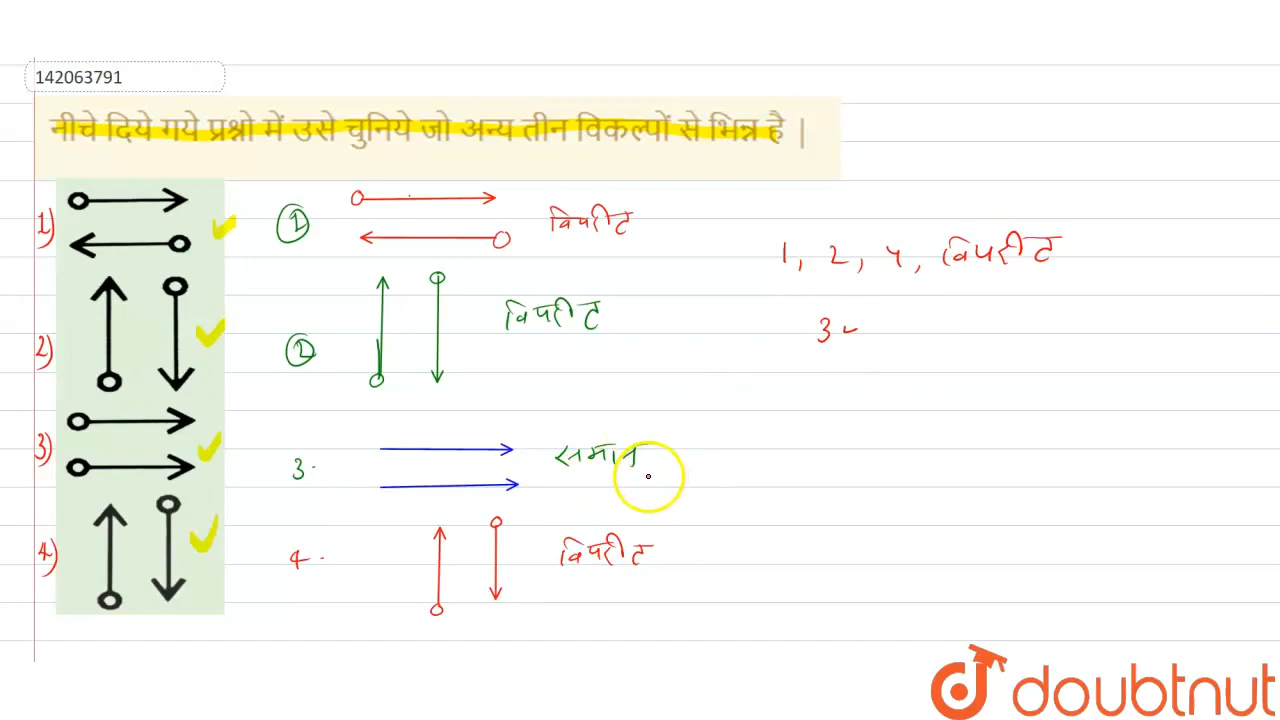 142063791
नीचे दिये गये प्रश्नो में उसे चुनिये जो अन्य तीन विकल्पों से भिन्न है |
1)
2)
3)
4)
① विपरीट
② विपरीट
3. समान
4. विपरीट
1, 2, 4, विपरीट
3
doubtnut